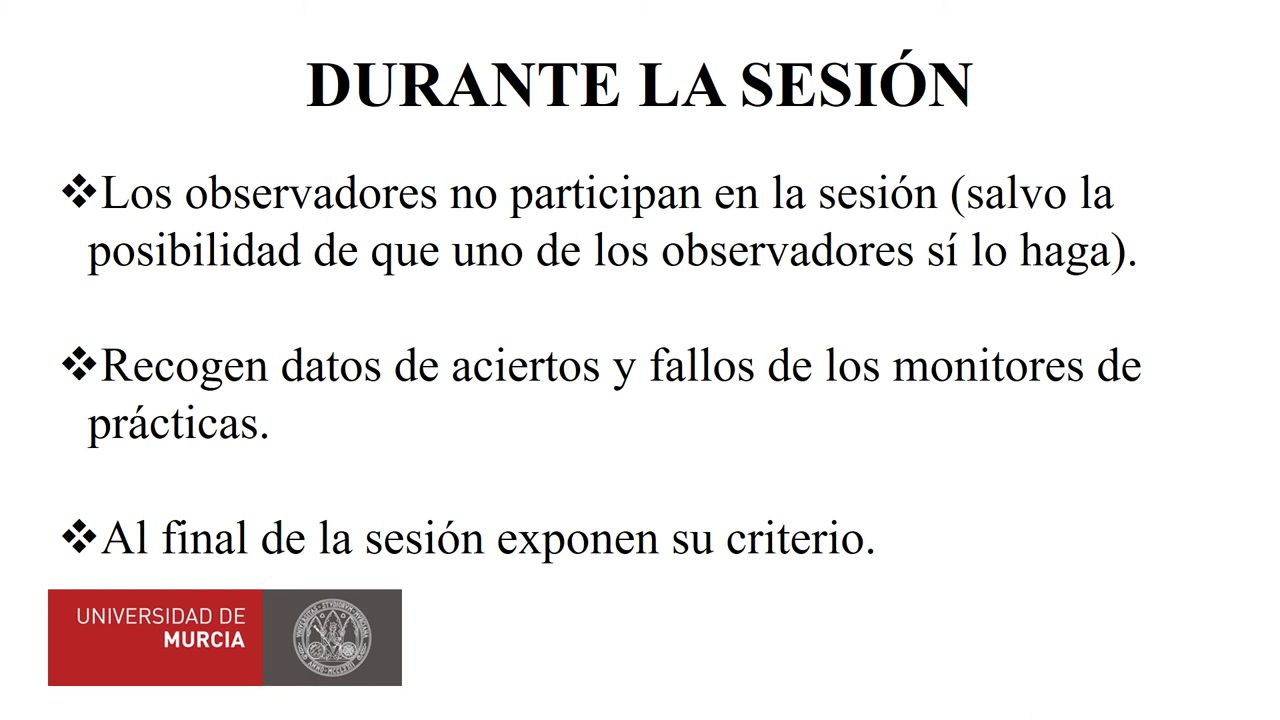 DURANTE LA SESIÓN
❖Los observadores no participan en la sesión (salvo la
posibilidad de que uno de los observadores sí lo haga).
❖Recogen datos de aciertos y fallos de los monitores de
prácticas.
❖Al final de la sesión exponen su criterio.
UNIVERSIDAD DE
MURCIA